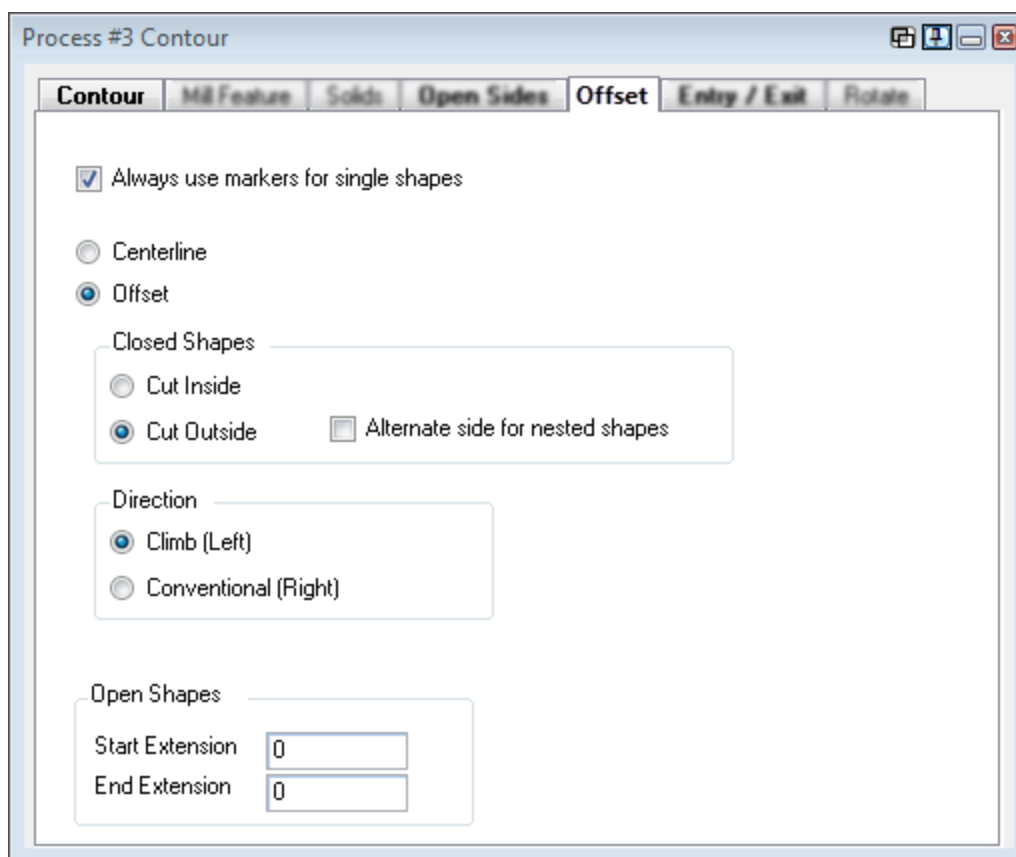 Process #3 Contour
Contour Mill Feature Solids Open Sides Offset Entry / Exit Rotate
Always use markers for single shapes
Centerline
Offset
Closed Shapes
Cut Inside
Cut Outside Alternate side for nested shapes
Direction
Climb (Left)
Conventional (Right)
Open Shapes
Start Extension 0
End Extension 0